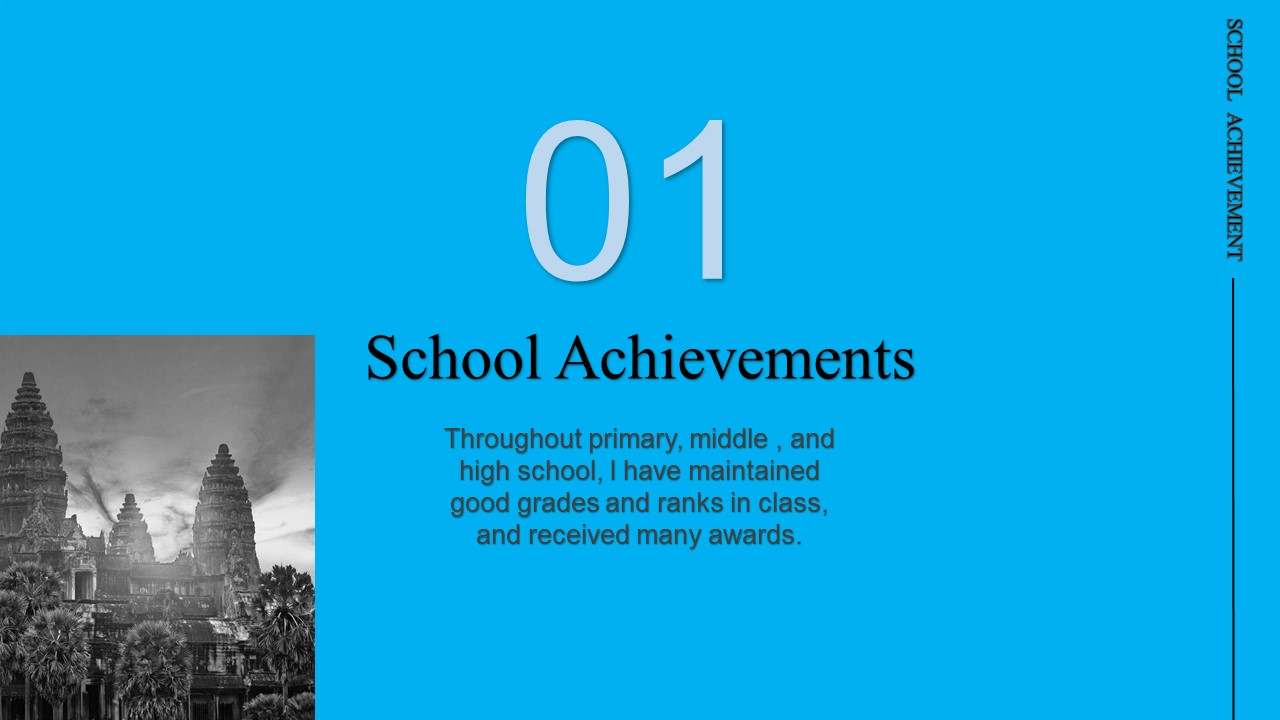 01
School Achievements
Throughout primary, middle , and
high school, I have maintained
good grades and ranks in class,
and received many awards.
SCHOOL ACHIEVEMENT